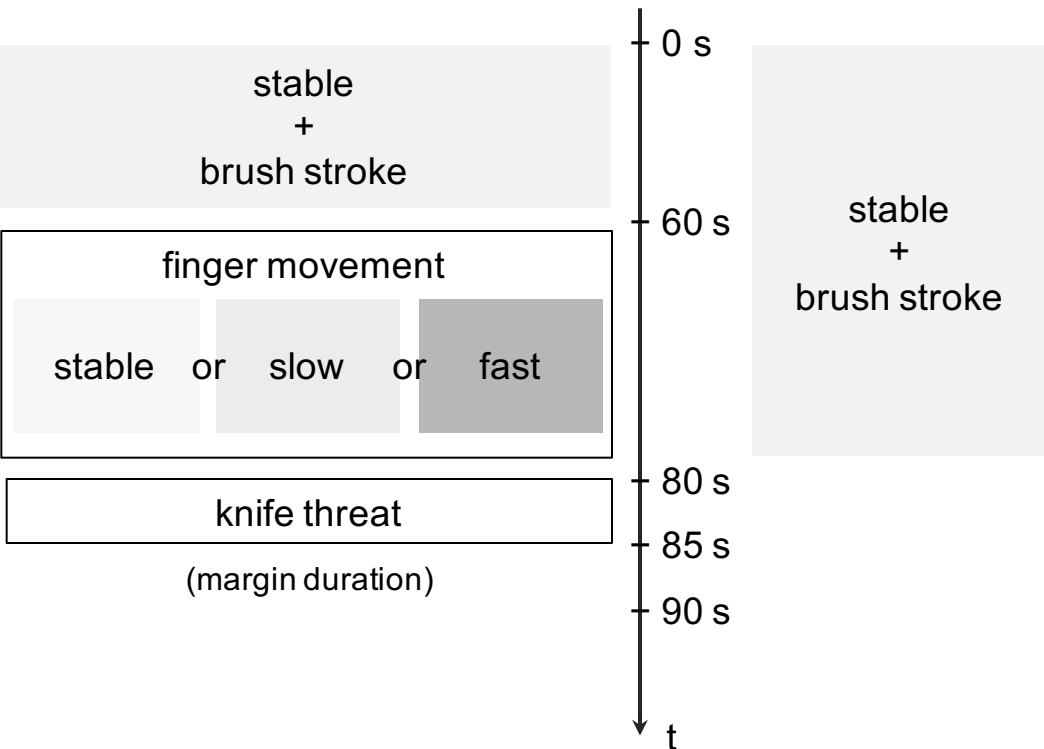 stable
+
brush stroke
finger movement
stable or slow or fast
knife threat
(margin duration)
0 s
60 s
80 s
85 s
90 s
t
stable
+
brush stroke